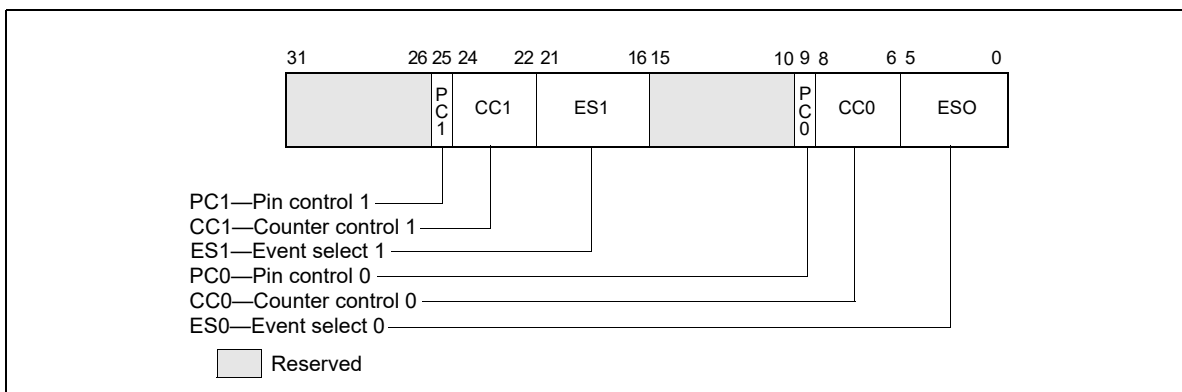 31 26 25 24 22 21 16 15 10 9 8 6 5 0
PC1 CC1 ES1 PC0 CC0 ESO
PC1—Pin control 1
CC1—Counter control 1
ES1—Event select 1
PC0—Pin control 0
CC0—Counter control 0
ES0—Event select 0
Reserved